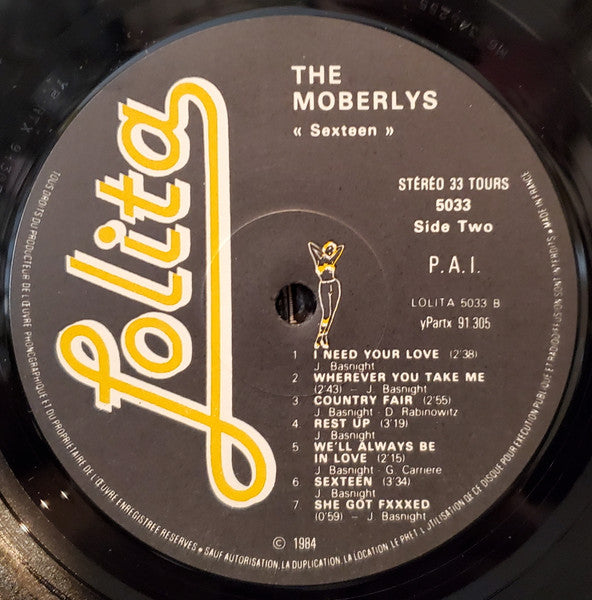 Lolita
THE
MOBERLYS
« Sexteen »
STÉRÉO 33 TOURS
5033
Side Two
P.A.I.
LOLITA 5033 B
yPartx 91 305
1 I NEED YOUR LOVE (2'38)
J. Basnight
2 WHEREVER YOU TAKE ME
(2'43) - J. Basnight
3 COUNTRY FAIR (2'55)
J. Basnight - D. Rabinowitz
4 REST UP (3'19)
J. Basnight
5 WE'LL ALWAYS BE
IN LOVE (2'15)
J. Basnight - G. Carriere
6 SEXTEEN (3'34)
J. Basnight
7 SHE GOT FXXXED
(0'59) - J. Basnight
© 1984
TOUS DROITS DU PRODUCTEUR DE L'ŒUVRE PHONOGRAPHIQUE ET DU PROPRIETAIRE DE L'ŒUVRE ENREGISTREE RESERVES • SAUF AUTORISATION, LA DUPLICATION, LA LOCATION, LE PRET, L'UTILISATION DE CE DISQUE POUR EXECUTION PUBLIQUE ET RADIODIFFUSION SONT INTERDITS • MADE IN FRANCE